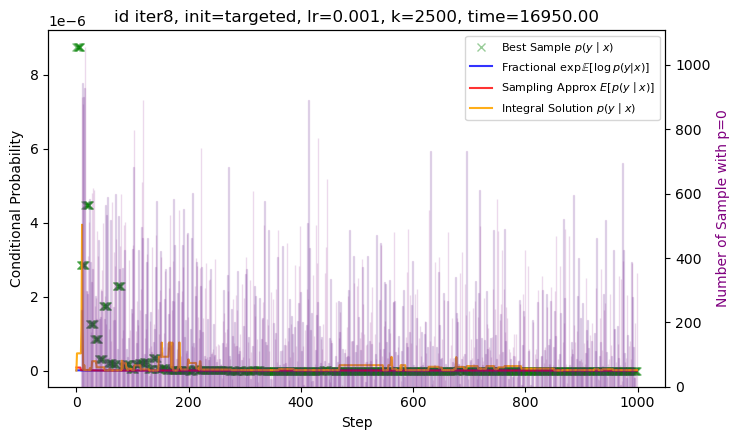 id iter8, init=targeted, lr=0.001, k=2500, time=16950.00
1e−6
Best Sample p(y | x)
Fractional exp𝔼[log p(y|x)]
Sampling Approx E[p(y | x)]
Integral Solution p(y | x)
8
6
4
2
0
Conditional Probability
1000
800
600
400
200
0
Number of Sample with p=0
0
200
400
600
800
1000
Step